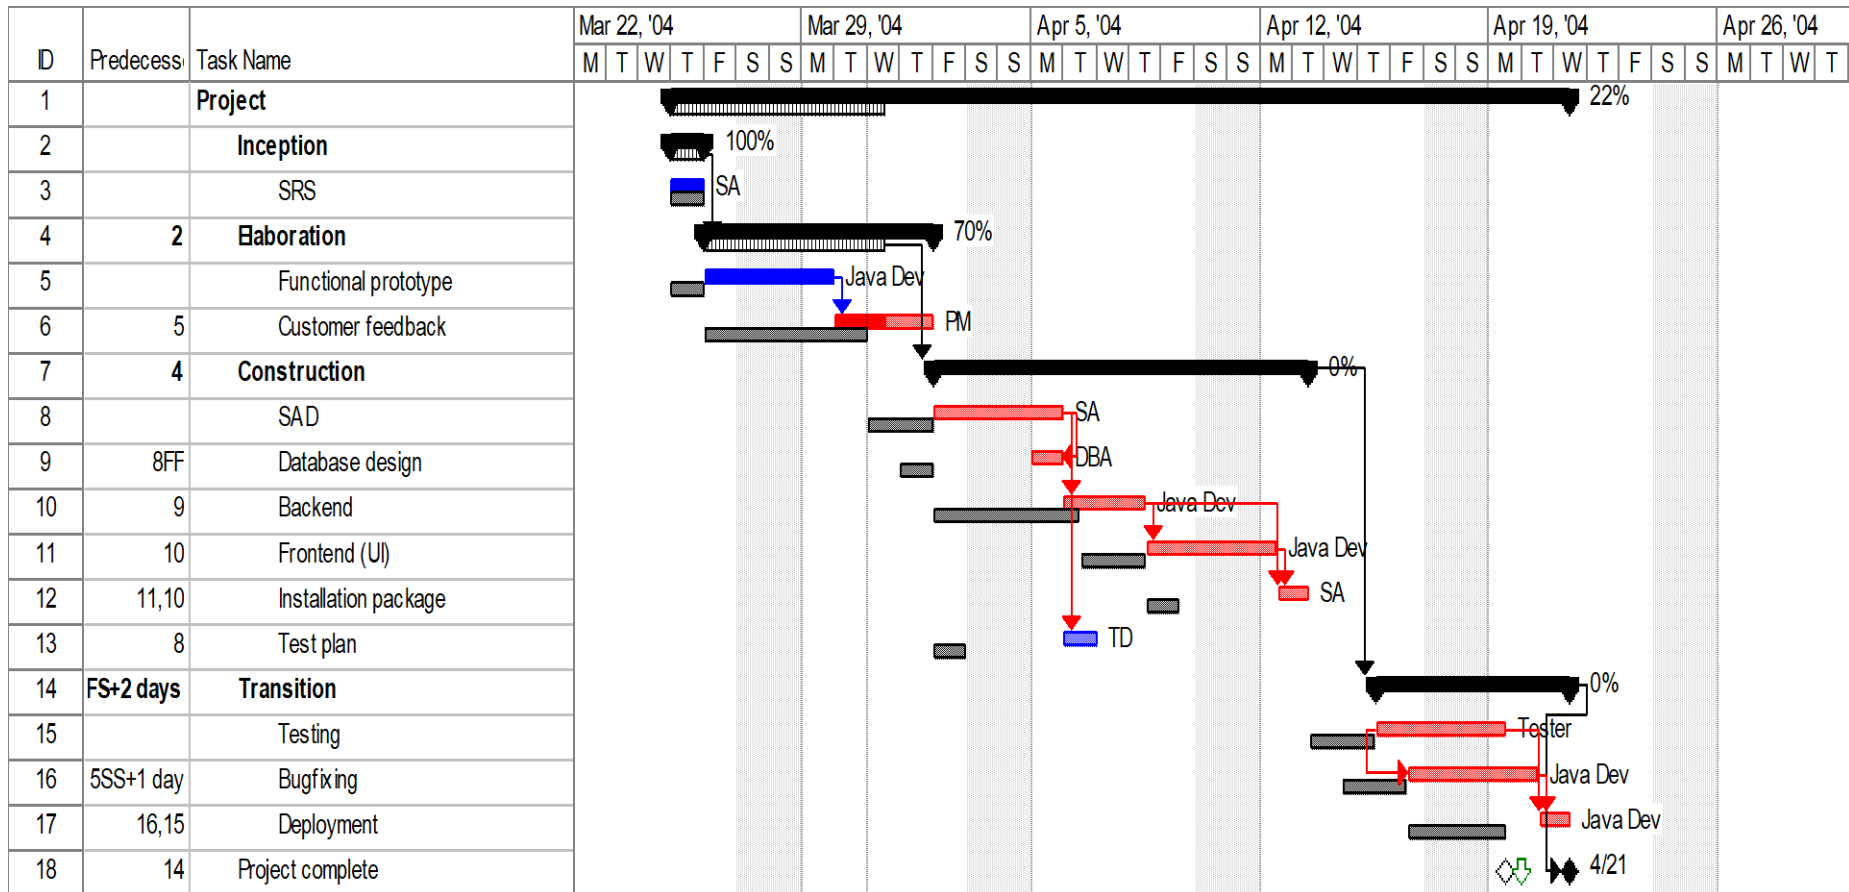 Mar 22, '04 Mar 29, '04 Apr 5, '04 Apr 12, '04 Apr 19, '04 Apr 26, '04
ID Predecess Task Name M T W T F S S M T W T F S S M T W T F S S M T W T F S S M T W T F S S M T W T
1 Project 22%
2 Inception 100%
3 SRS SA
4 2 Elaboration 70%
5 Functional prototype Java Dev
6 5 Customer feedback PM
7 4 Construction 0%
8 SAD SA
9 8FF Database design DBA
10 9 Backend Java Dev
11 10 Frontend (UI) Java Dev
12 11,10 Installation package SA
13 8 Test plan TD
14 FS+2 days Transition 0%
15 Testing Tester
16 5SS+1 day Bugfixing Java Dev
17 16,15 Deployment Java Dev
18 14 Project complete 4/21